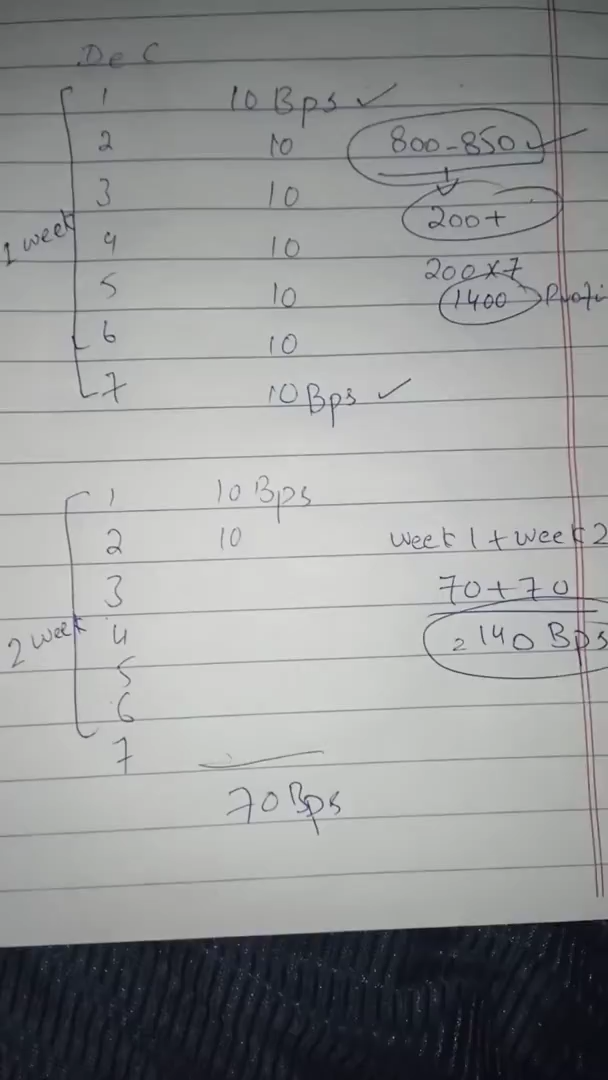 Dec
1 week
1 10 Bps ✓
2 10 800-850 ✓
3 10 200+
4 10 200x7
5 10 1400
6 10
7 10 Bps ✓
2 week
1 10 Bps
2 10 week 1 + week 2
3 70+70
4 = 140 Bps
5
6
7
70 Bps